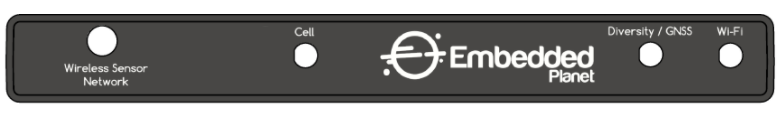 Wireless Sensor
Network
Cell
Embedded
Planet
Diversity / GNSS
Wi-Fi